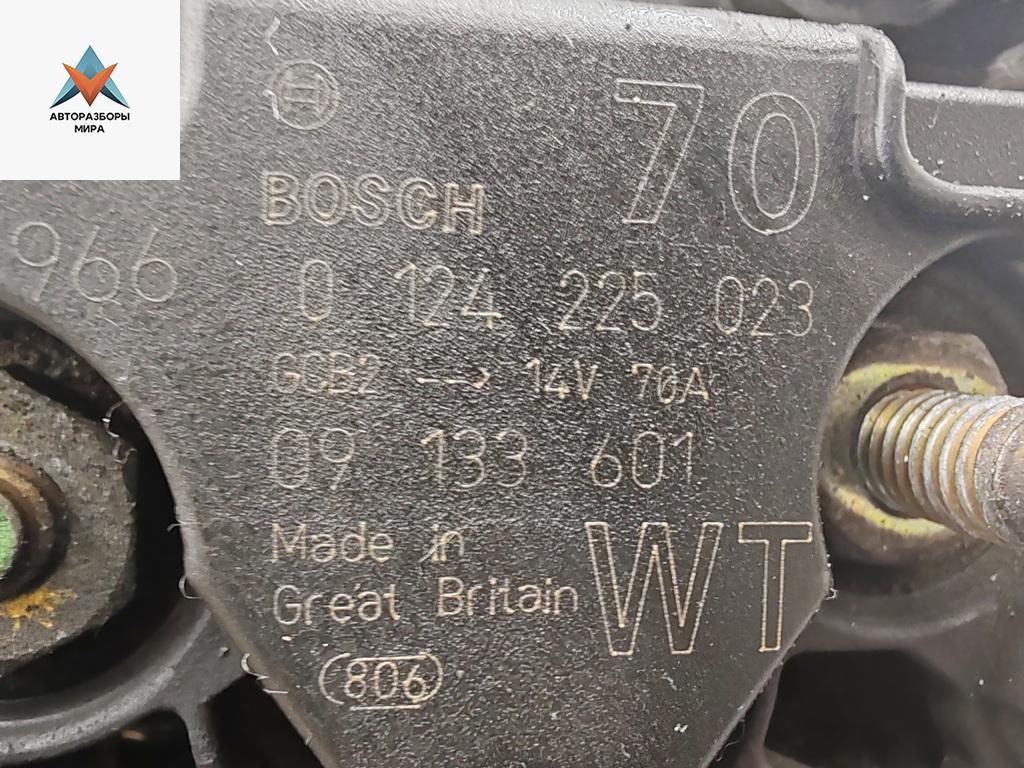 АВТОРАЗБОРЫ
МИРА
70
BOSCH
966
0 124 225 023
GCB2 → 14V 70A
09 133 601
Made in
Great Britain
WT
806